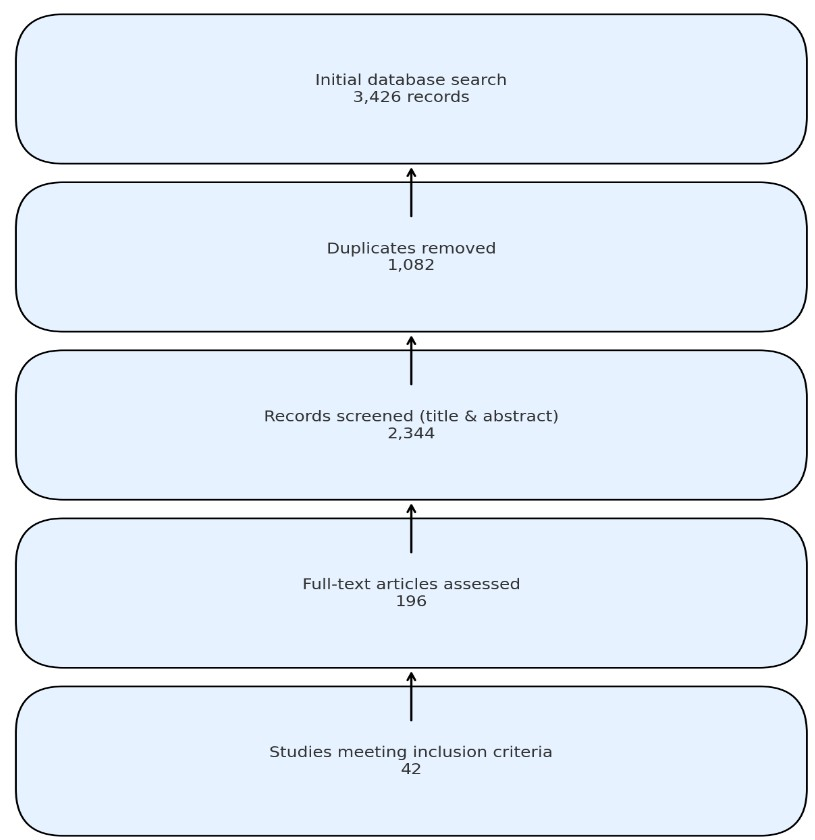 Initial database search
3,426 records
Duplicates removed
1,082
Records screened (title & abstract)
2,344
Full-text articles assessed
196
Studies meeting inclusion criteria
42